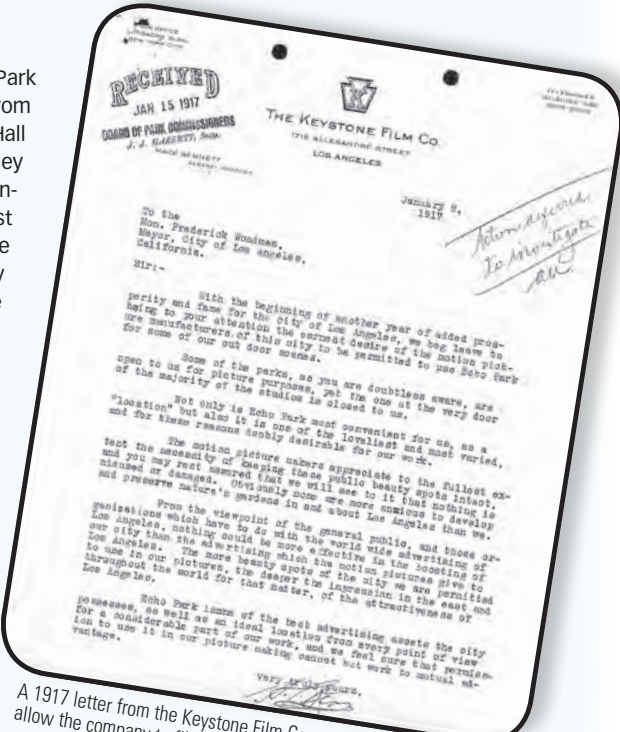 Park
rom
Hall
ey
n-
st
e
y
e
RECEIVED
JAN 15 1917
BOARD OF PARK COMMISSIONERS
K
THE KEYSTONE FILM CO.
1712 ALLESANDRO STREET
LOS ANGELES
MACK SENNETT
January 8,
1917
Action deferred
to investigate
To the
Hon. Frederick Woodman,
Mayor, City of Los Angeles,
California.
Sir:-
With the beginning of another year of added pros-
perity and fame for the city of Los Angeles, we beg leave to
bring to your attention the earnest desire of the motion pict-
ure manufacturers of this city to be permitted to use Echo Park
for some of our out door scenes.
Some of the parks, as you are doubtless aware, are
open to us for picture purposes, yet the one at the very door
of the majority of the studios is closed to us.
Not only is Echo Park most convenient for us, as a
"location" but also it is one of the loveliest and most varied,
and for these reasons doubly desirable for our work.
The motion picture makers appreciate to the fullest ex-
tent the necessity of keeping these public beauty spots intact,
and you may rest assured that we will see to it that nothing is
misused or damaged. Obviously none are more anxious to develop
and preserve nature's gardens in and about Los Angeles than we.
From the viewpoint of the general public, and those or-
ganizations which have to do with the world wide advertising of
Los Angeles, nothing could be more effective in the boosting of
our city than the advertising which the motion pictures give to
Los Angeles. The more beauty spots of the city we are permitted
to use in our pictures, the deeper the impression in the east and
throughout the world for that matter, of the attractiveness of
Los Angeles.
Echo Park is one of the best advertising assets the city
possesses, as well as an ideal location from every point of view
for a considerable part of our work, and we feel sure that permiss-
ion to use it in our picture making cannot but work to mutual ad-
vantage.
Very truly yours,
A 1917 letter from the Keystone Film
allow the company to